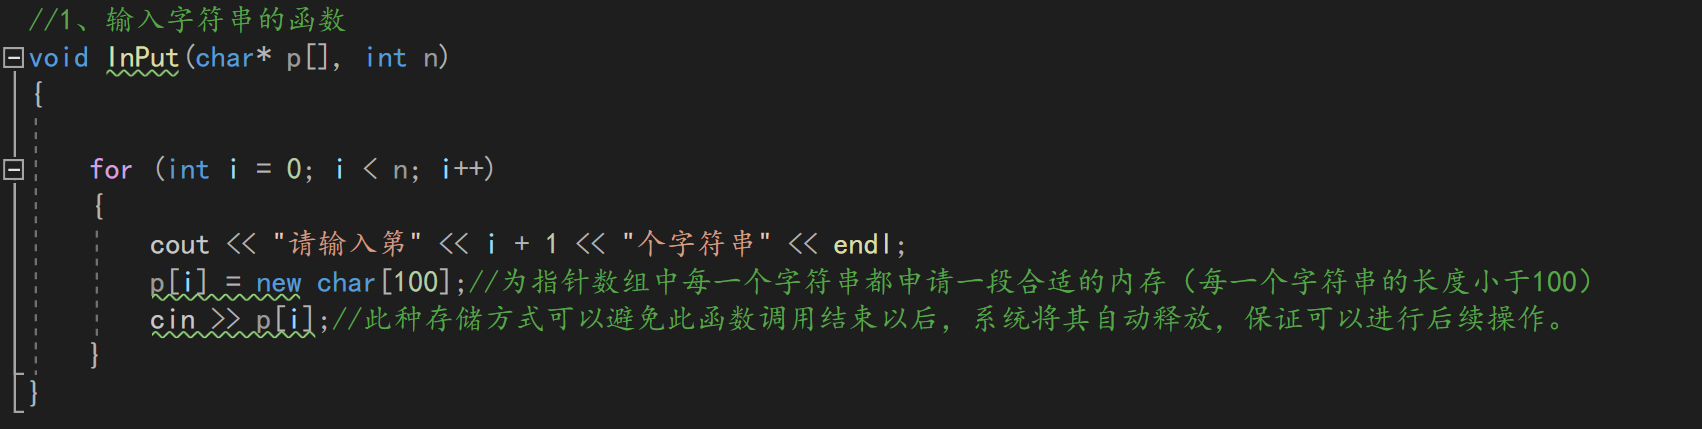 //1、输入字符串的函数
void InPut(char* p[], int n)
{
for (int i = 0; i < n; i++)
{
cout << "请输入第" << i + 1 << "个字符串" << endl;
p[i] = new char[100];//为指针数组中每一个字符串都申请一段合适的内存（每一个字符串的长度小于100）
cin >> p[i];//此种存储方式可以避免此函数调用结束以后，系统将其自动释放，保证可以进行后续操作。
}
}